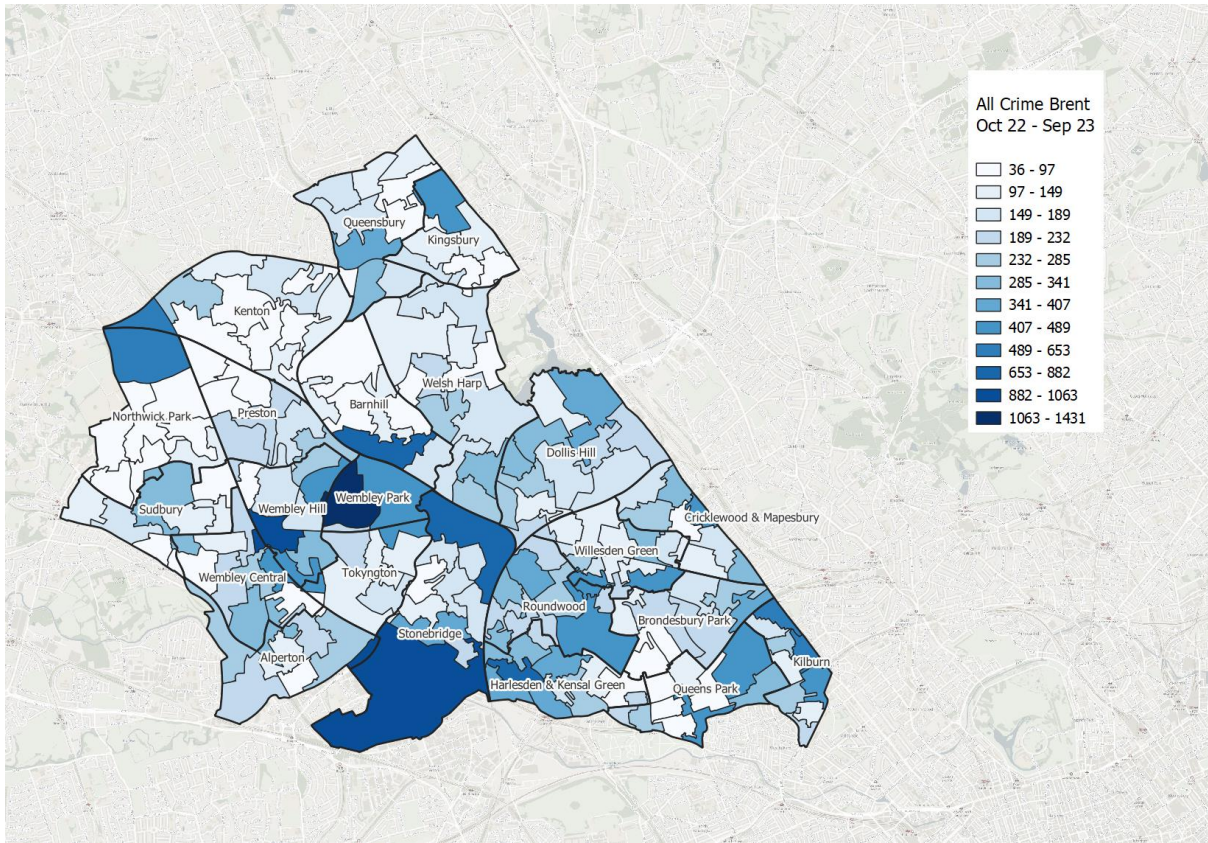 All Crime Brent
Oct 22 - Sep 23
36 - 97
97 - 149
149 - 189
189 - 232
232 - 285
285 - 341
341 - 407
407 - 489
489 - 653
653 - 882
882 - 1063
1063 - 1431
Queensbury
Kingsbury
Kenton
Welsh Harp
Barnhill
Preston
Northwick Park
Dollis Hill
Wembley Park
Sudbury
Wembley Hill
Cricklewood & Mapesbury
Willesden Green
Tokyngton
Wembley Central
Roundwood
Brondesbury Park
Stonebridge
Alperton
Kilburn
Harlesden & Kensal Green
Queens Park